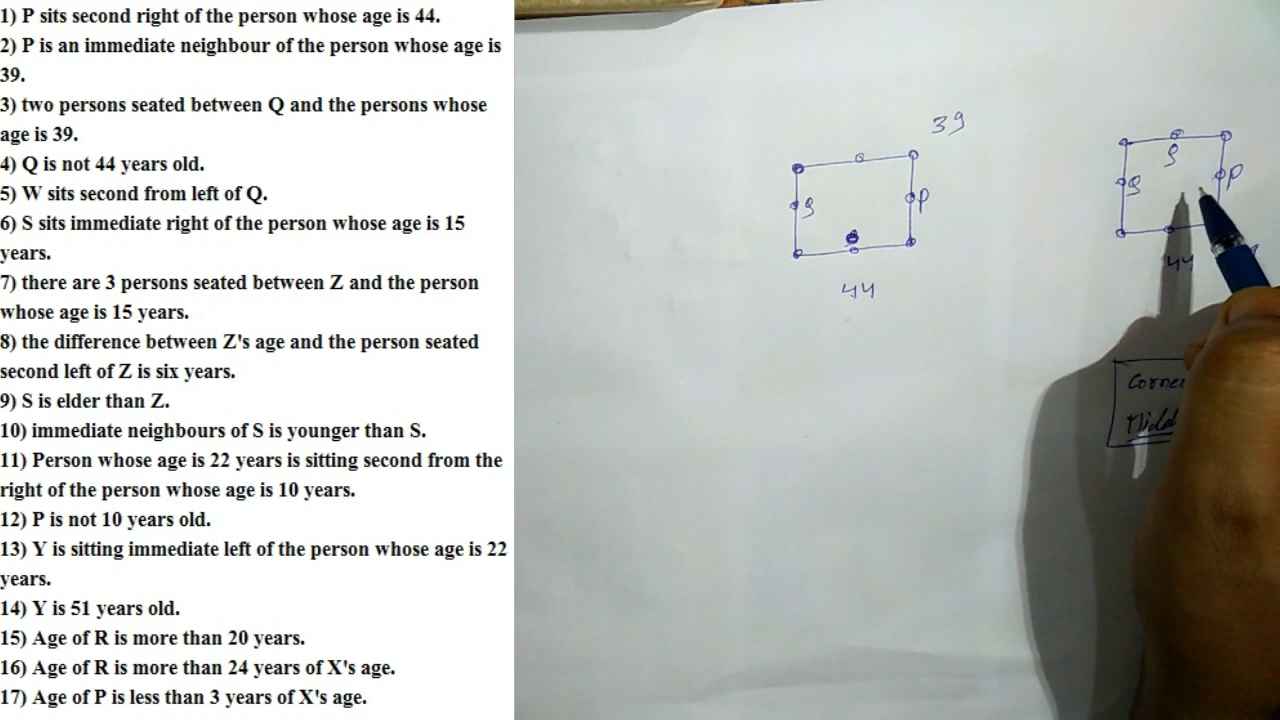 1) P sits second right of the person whose age is 44.
2) P is an immediate neighbour of the person whose age is
39.
3) two persons seated between Q and the persons whose
age is 39.
4) Q is not 44 years old.
5) W sits second from left of Q.
6) S sits immediate right of the person whose age is 15
years.
7) there are 3 persons seated between Z and the person
whose age is 15 years.
8) the difference between Z's age and the person seated
second left of Z is six years.
9) S is elder than Z.
10) immediate neighbours of S is younger than S.
11) Person whose age is 22 years is sitting second from the
right of the person whose age is 10 years.
12) P is not 10 years old.
13) Y is sitting immediate left of the person whose age is 22
years.
14) Y is 51 years old.
15) Age of R is more than 20 years.
16) Age of R is more than 24 years of X's age.
17) Age of P is less than 3 years of X's age.
39
P
44
P
44